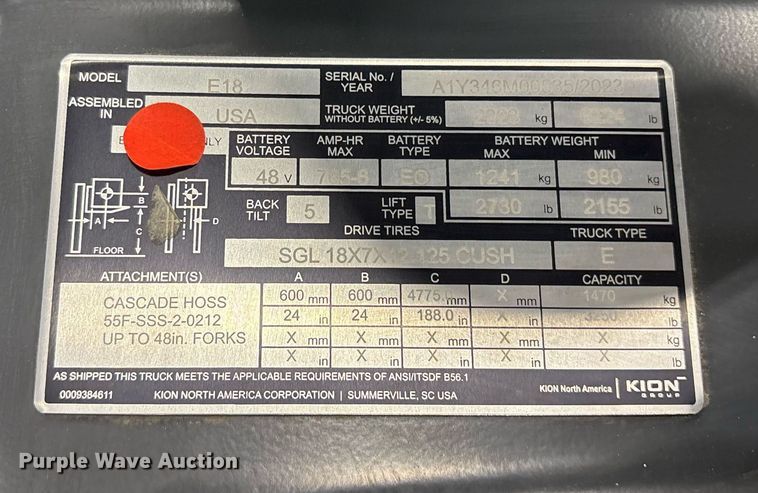 MODEL E18 SERIAL No. / YEAR
ASSEMBLED IN USA TRUCK WEIGHT WITHOUT BATTERY (+/- 5%) kg lb
BATTERY VOLTAGE AMP-HR MAX BATTERY TYPE BATTERY WEIGHT
MAX MIN
48 V EO 1241 kg 980 kg
2730 lb 2155 lb
BACK TILT 5 LIFT TYPE T
A B C D
FLOOR
DRIVE TIRES TRUCK TYPE
SGL 18X7X12.125 CUSH E
ATTACHMENT(S) A B C D CAPACITY
CASCADE HOSS 600 mm 600 mm 4775 mm X mm 1470 kg
55F-SSS-2-0212 24 in 24 in 188.0 in X in 3250 lb
UP TO 48in. FORKS X mm X mm X mm X mm X kg
X in X in X in X in X lb
AS SHIPPED THIS TRUCK MEETS THE APPLICABLE REQUIREMENTS OF ANSI/ITSDF B56.1
0009384611 KION NORTH AMERICA CORPORATION | SUMMERVILLE, SC USA
KION North America | KION GROUP
Purple Wave Auction